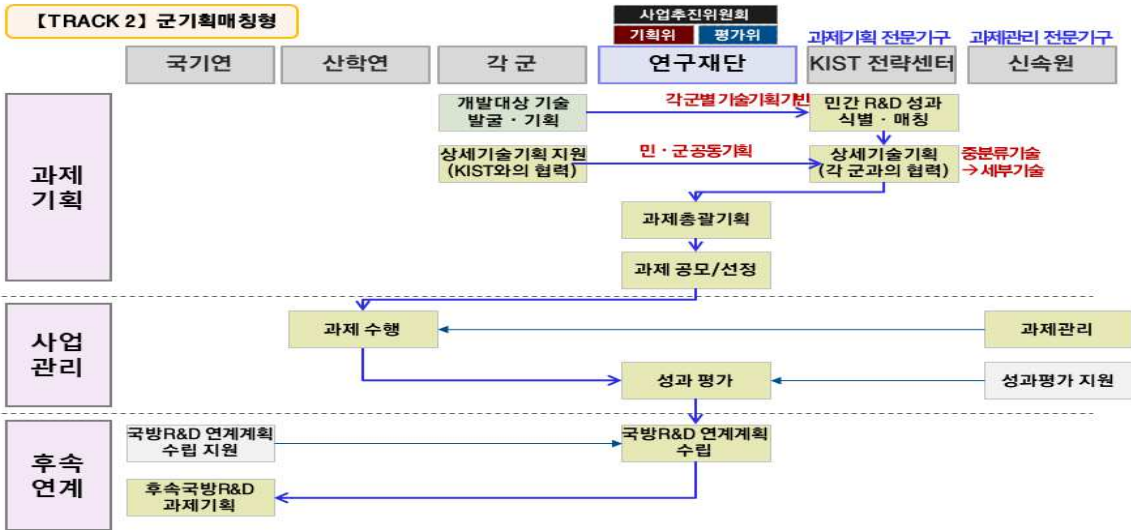 【TRACK 2】군기획매칭형
사업추진위원회
기획위 평가위
과제기획 전문기구 과제관리 전문기구
국기연 산학연 각 군 연구재단 KIST 전략센터 신속원
과제
기획
개발대상 기술
발굴 · 기획
각군별 기술기획기반
민간 R&D 성과
식별 · 매칭
상세기술기획 지원
(KIST와의 협력)
민 · 군 공동기획
상세기술기획
(각 군과의 협력)
중분류기술
→ 세부기술
과제총괄기획
과제 공모/선정
사업
관리
과제 수행
과제관리
성과 평가
성과평가 지원
후속
연계
국방R&D 연계계획
수립 지원
국방R&D 연계계획
수립
후속국방R&D
과제기획